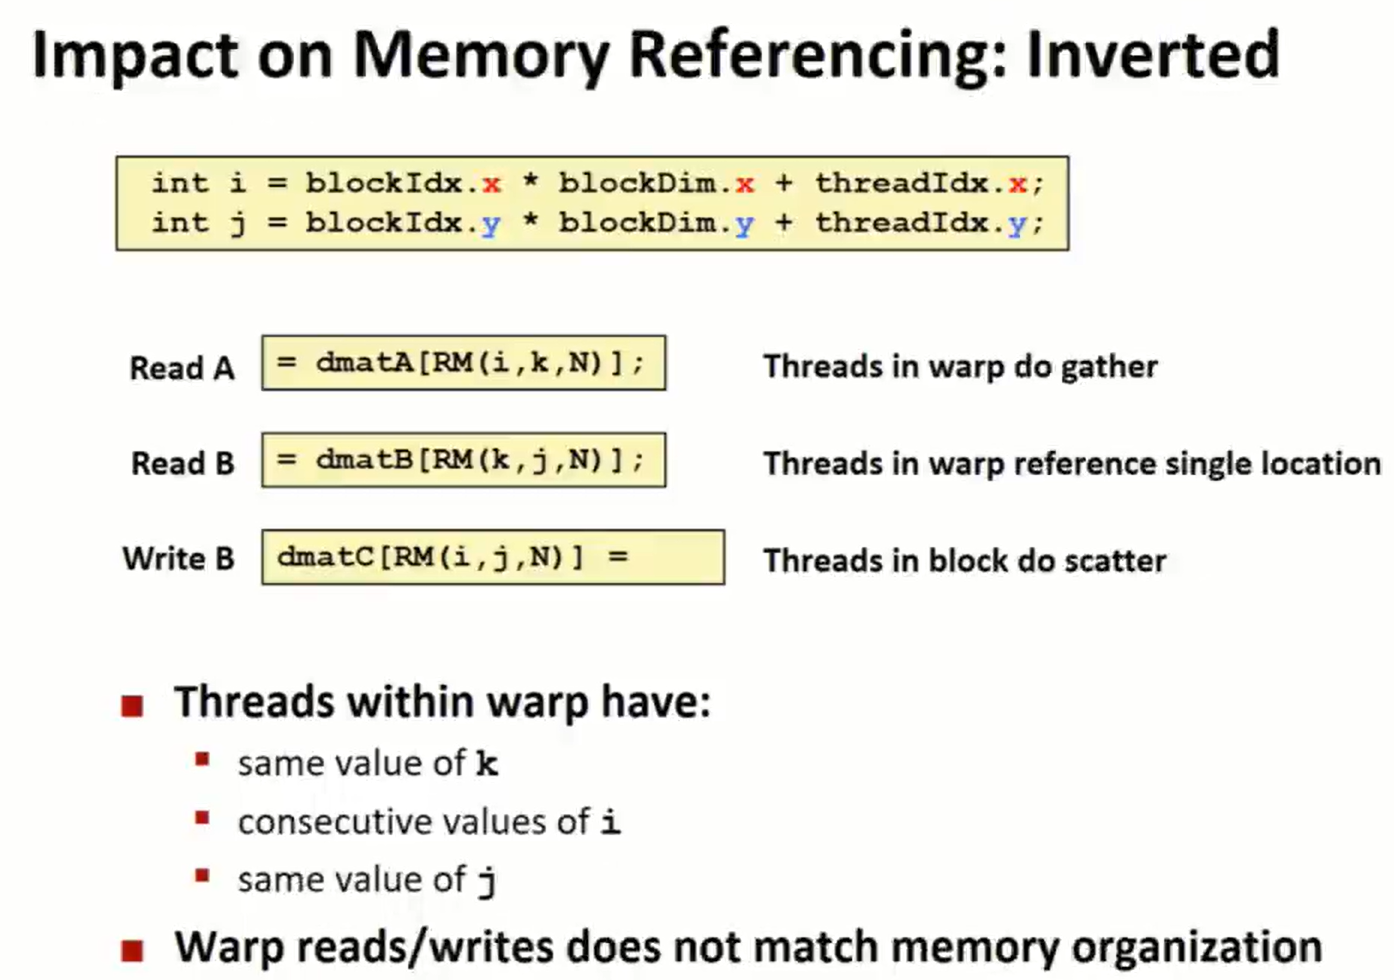 Impact on Memory Referencing: Inverted
int i = blockIdx.x * blockDim.x + threadIdx.x;
int j = blockIdx.y * blockDim.y + threadIdx.y;
Read A = dmatA[RM(i,k,N)]; Threads in warp do gather
Read B = dmatB[RM(k,j,N)]; Threads in warp reference single location
Write B dmatC[RM(i,j,N)] = Threads in block do scatter
Threads within warp have:
same value of k
consecutive values of i
same value of j
Warp reads/writes does not match memory organization